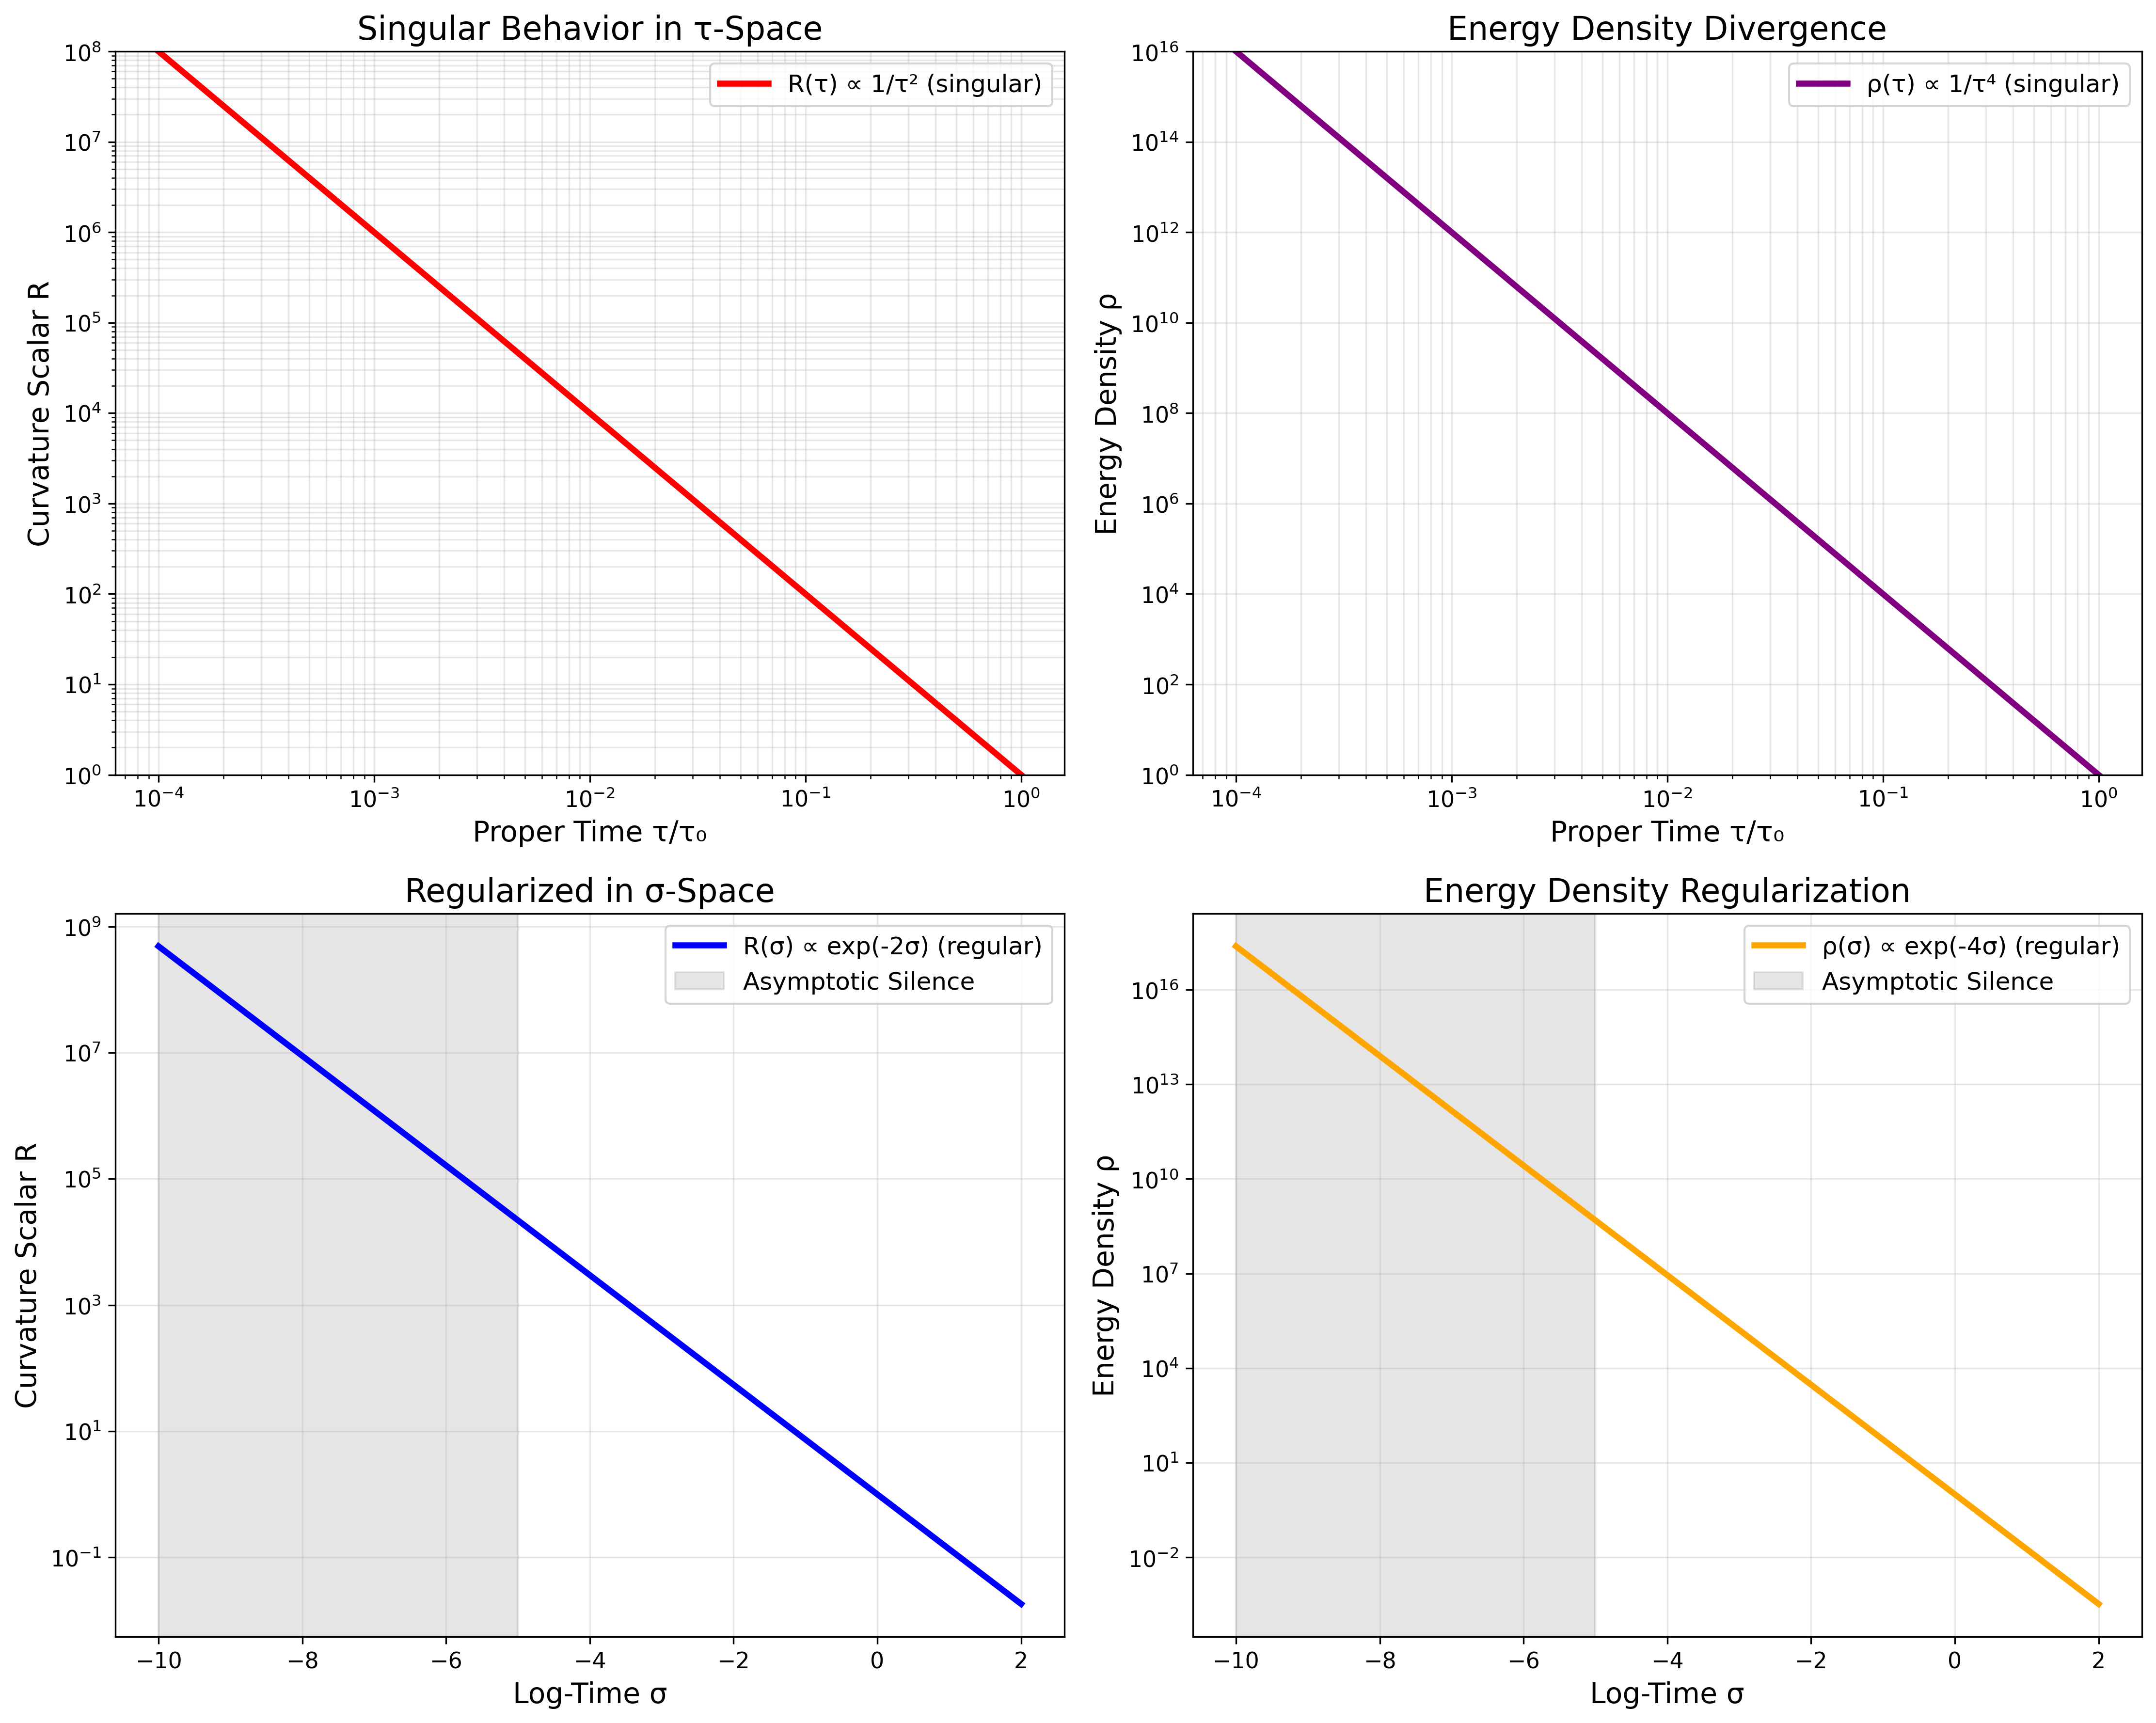 Singular Behavior in τ-Space
R(τ) ∝ 1/τ² (singular)
Curvature Scalar R
10⁸
10⁷
10⁶
10⁵
10⁴
10³
10²
10¹
10⁰
10⁻⁴ 10⁻³ 10⁻² 10⁻¹ 10⁰
Proper Time τ/τ₀
Energy Density Divergence
ρ(τ) ∝ 1/τ⁴ (singular)
Energy Density ρ
10¹⁶
10¹⁴
10¹²
10¹⁰
10⁸
10⁶
10⁴
10²
10⁰
10⁻⁴ 10⁻³ 10⁻² 10⁻¹ 10⁰
Proper Time τ/τ₀
Regularized in σ-Space
R(σ) ∝ exp(-2σ) (regular)
Asymptotic Silence
Curvature Scalar R
10⁹
10⁷
10⁵
10³
10¹
10⁻¹
−10 −8 −6 −4 −2 0 2
Log-Time σ
Energy Density Regularization
ρ(σ) ∝ exp(-4σ) (regular)
Asymptotic Silence
Energy Density ρ
10¹⁶
10¹³
10¹⁰
10⁷
10⁴
10¹
10⁻²
−10 −8 −6 −4 −2 0 2
Log-Time σ